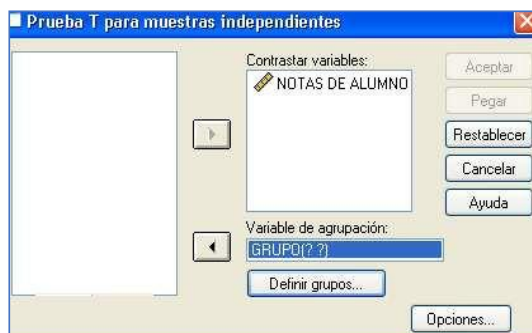 Prueba T para muestras independientes
Contrastar variables:
NOTAS DE ALUMNO
Aceptar
Pegar
Restablecer
Cancelar
Ayuda
Variable de agrupación:
GRUPO(? ?)
Definir grupos...
Opciones...